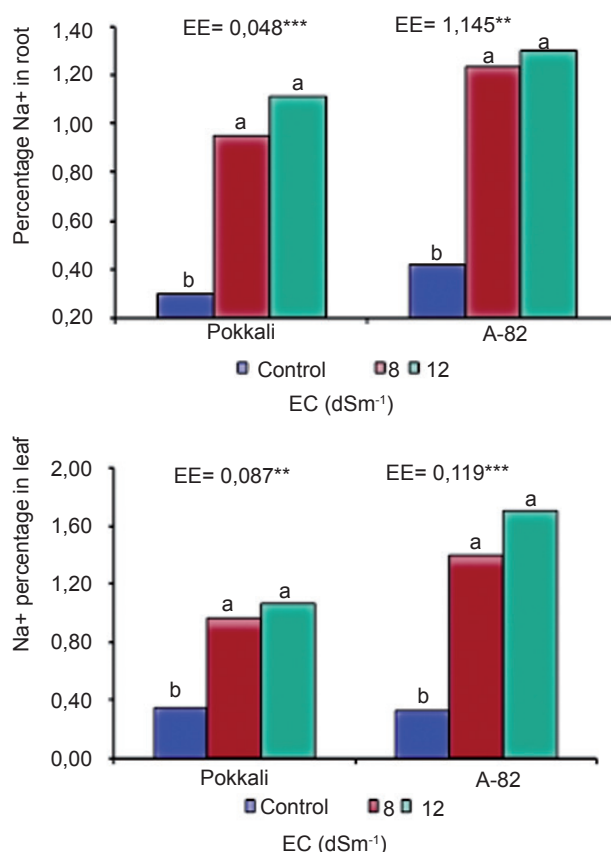 EE= 0,048*** EE= 1,145**
Percentage Na+ in root
1,40
1,20
1,00
0,80
0,60
0,40
0,20
b a a b a a
Pokkali A-82
Control 8 12
EC (dSm-1)
EE= 0,087** EE= 0,119***
Na+ percentage in leaf
2,00
1,60
1,20
0,80
0,40
0,00
b a a b a a
Pokkali A-82
Control 8 12
EC (dSm-1)